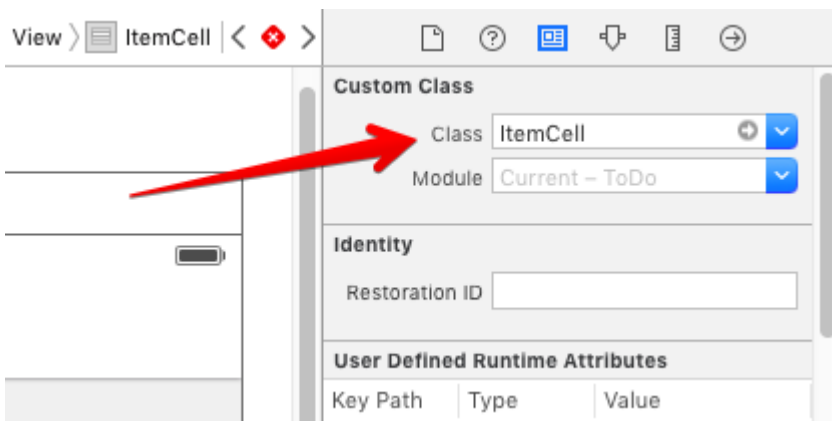 View 〉 ItemCell
Custom Class
Class ItemCell
Module Current – ToDo
Identity
Restoration ID
User Defined Runtime Attributes
Key Path Type Value